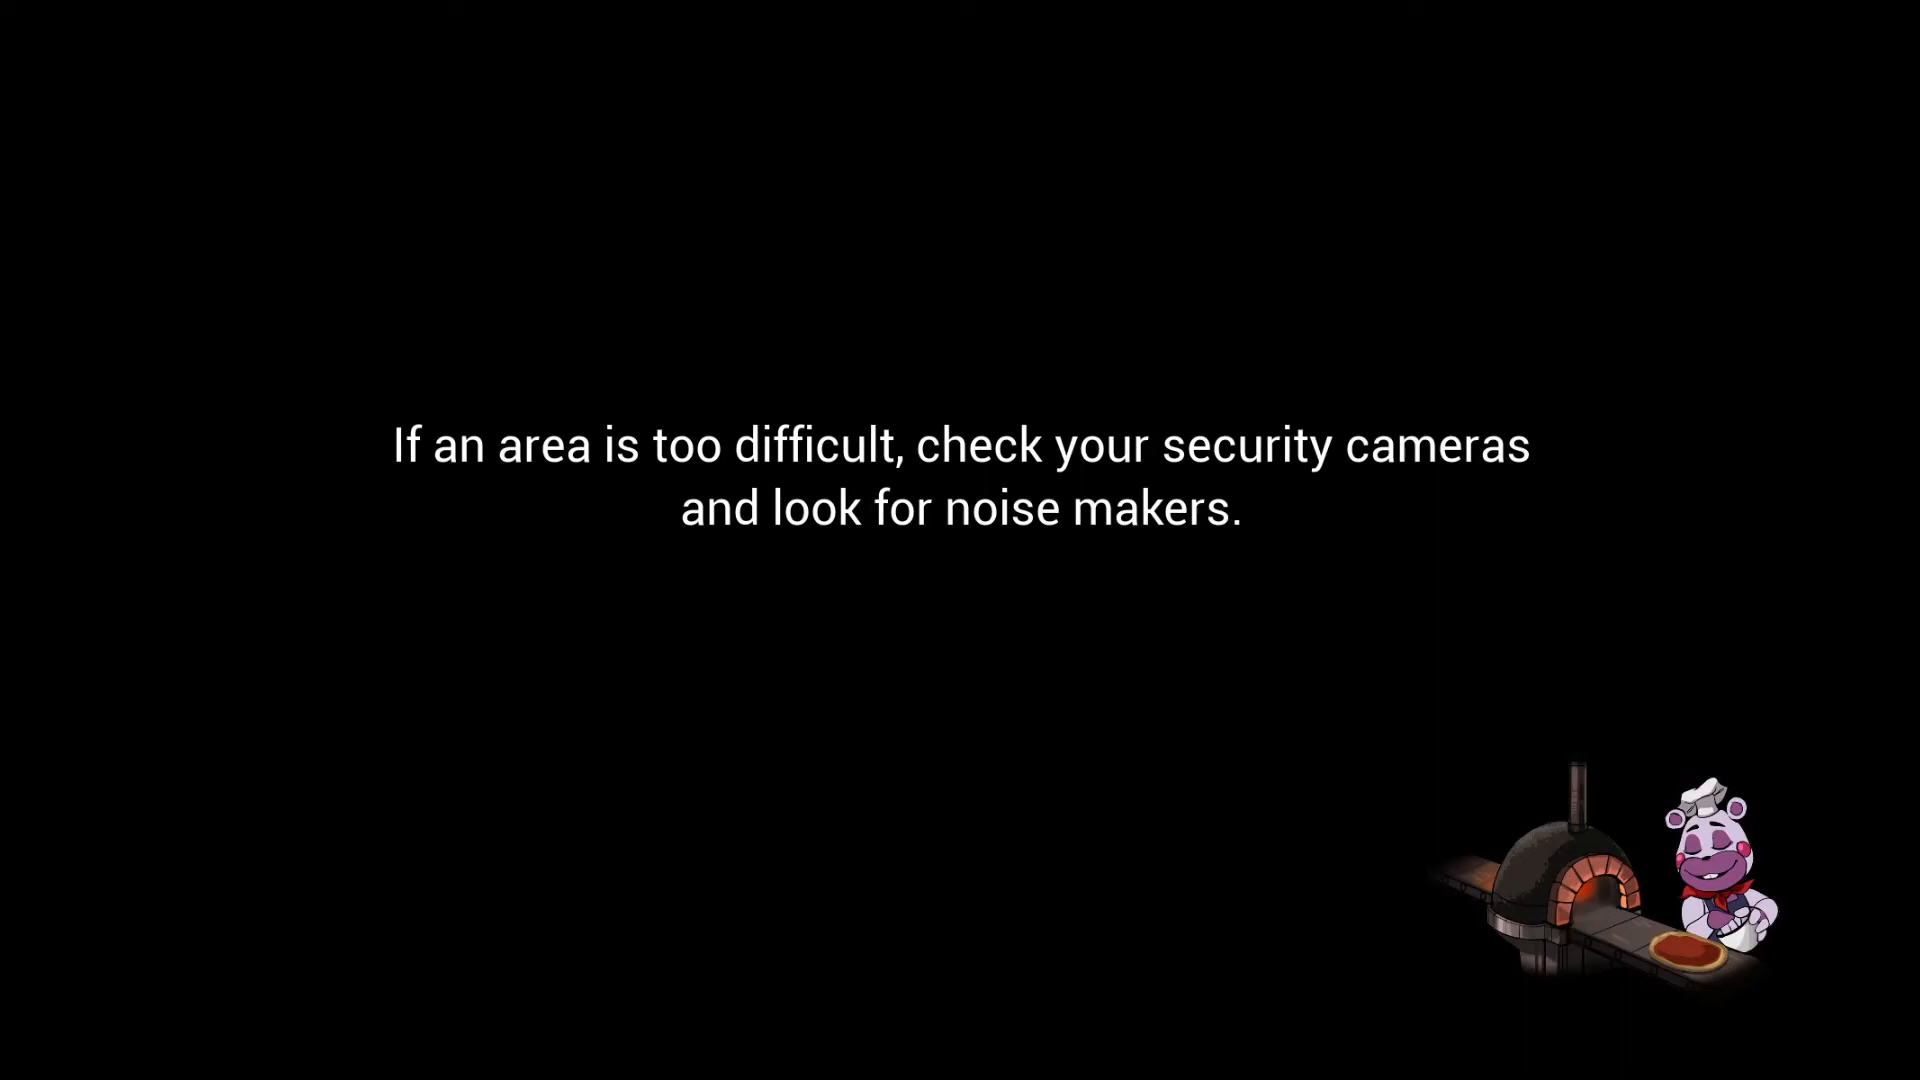 If an area is too difficult, check your security cameras
and look for noise makers.